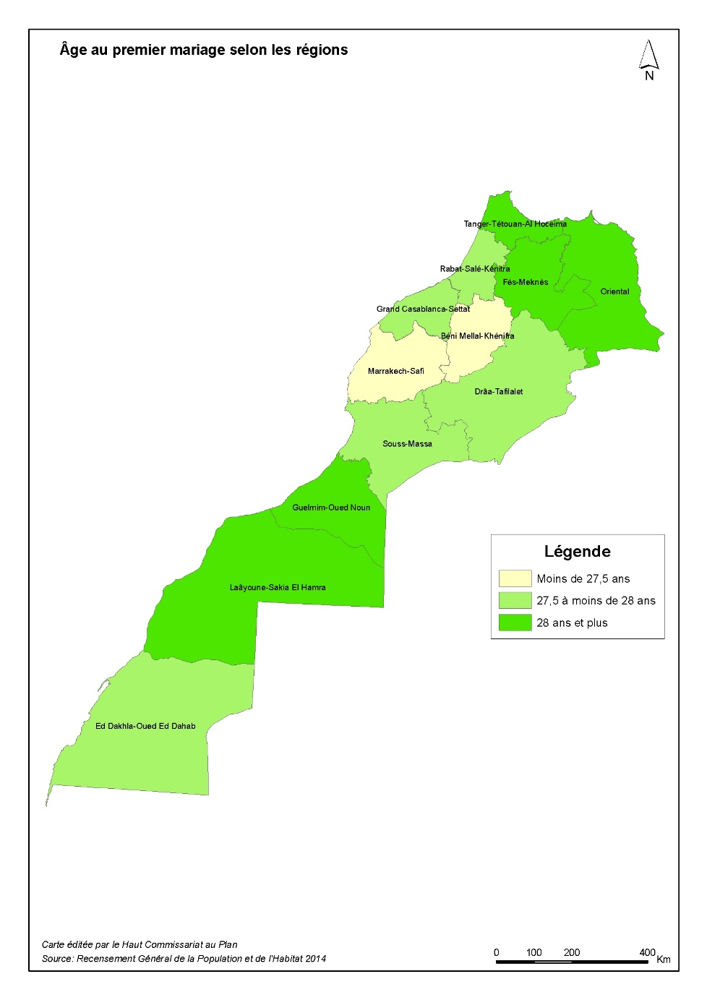 Âge au premier mariage selon les régions
N
Tanger-Tétouan-Al Hoceima
Rabat-Salé-Kénitra
Fès-Meknès
Oriental
Grand Casablanca-Settat
Béni Mellal-Khénifra
Marrakech-Safi
Drâa-Tafilalet
Souss-Massa
Guelmim-Oued Noun
Laâyoune-Sakia El Hamra
Ed Dakhla-Oued Ed Dahab
Légende
Moins de 27,5 ans
27,5 à moins de 28 ans
28 ans et plus
Carte éditée par le Haut Commissariat au Plan
Source: Recensement Général de la Population et de l'Habitat 2014
0 100 200 400 Km